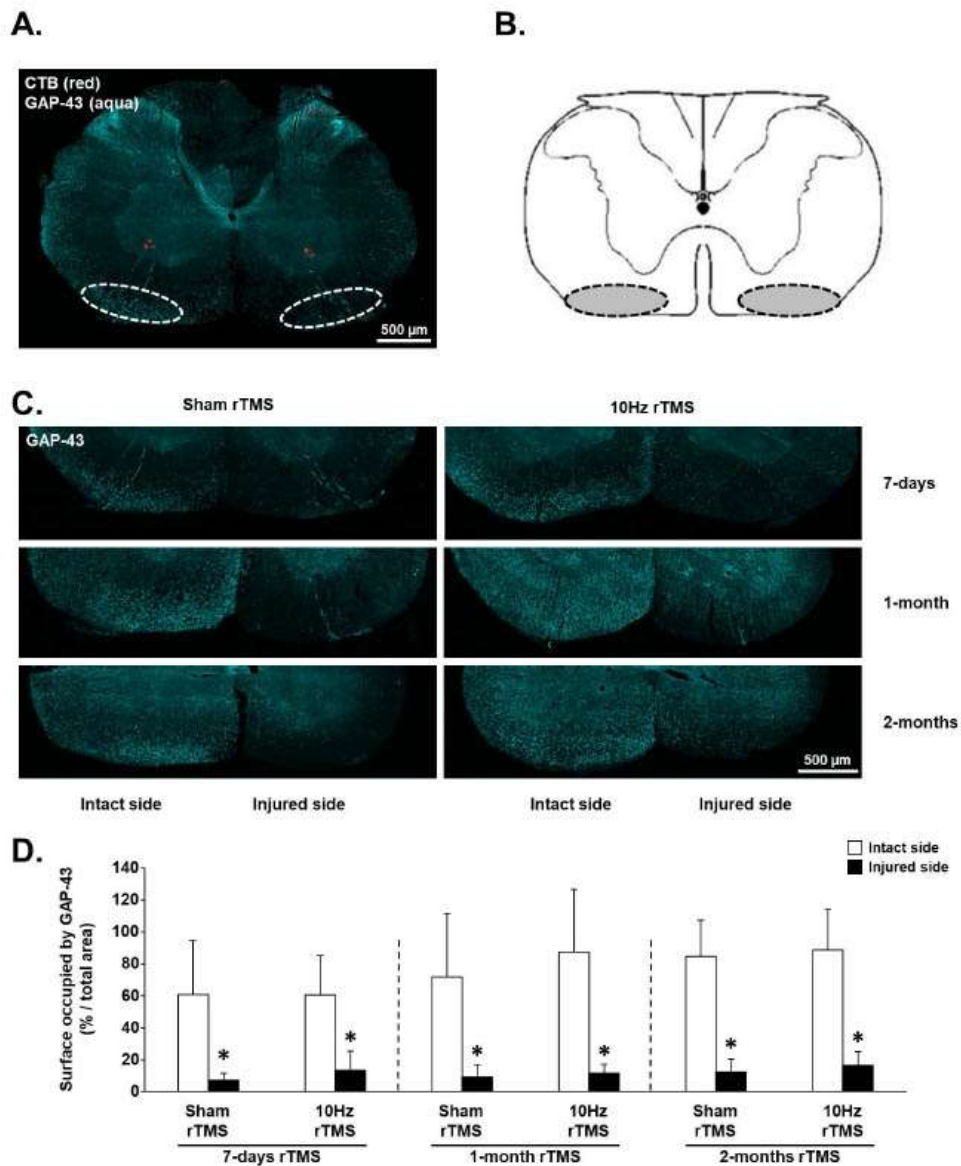 A.
B.
CTB (red)
GAP-43 (aqua)
500 µm
C.
Sham rTMS
10Hz rTMS
GAP-43
7-days
1-month
2-months
500 µm
Intact side
Injured side
Intact side
Injured side
D.
Intact side
Injured side
Surface occupied by GAP-43
(% / total area)
140
120
100
80
60
40
20
0
*
*
*
*
*
*
Sham
rTMS
10Hz
rTMS
Sham
rTMS
10Hz
rTMS
Sham
rTMS
10Hz
rTMS
7-days rTMS
1-month rTMS
2-months rTMS